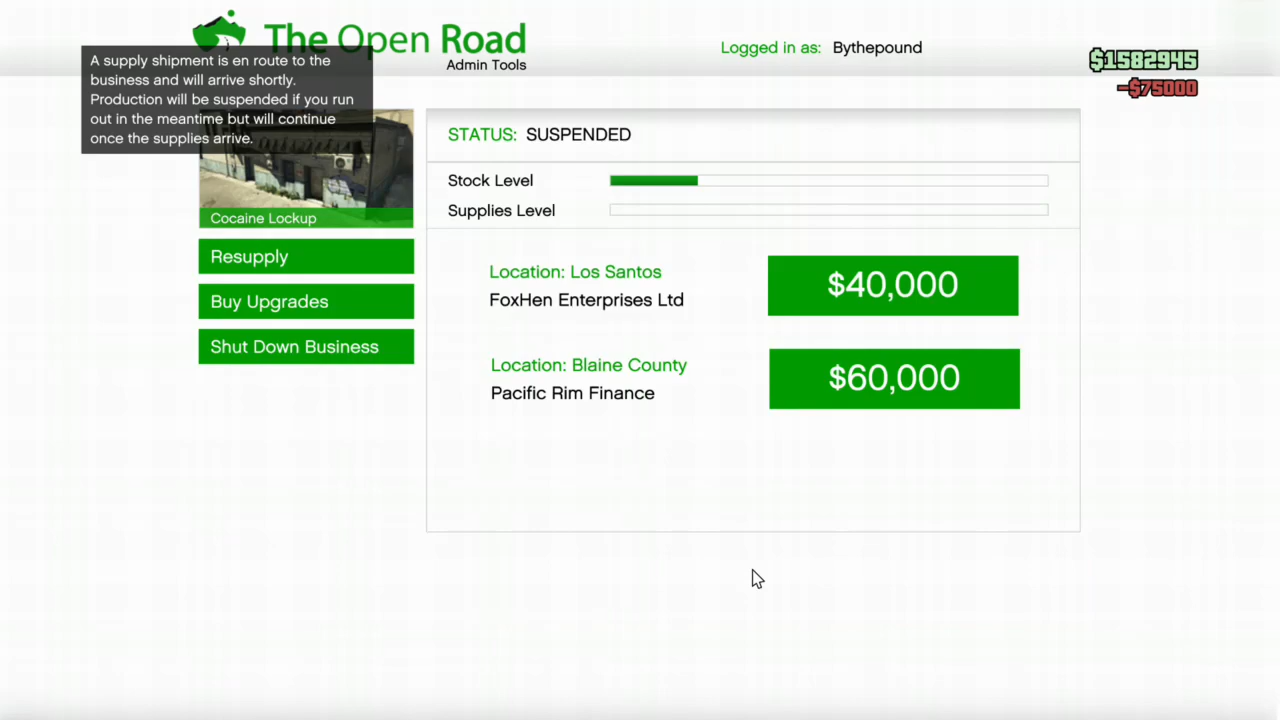 The Open Road
Admin Tools
Logged in as: Bythepound
$1582945
-$75000
A supply shipment is en route to the
business and will arrive shortly.
Production will be suspended if you run
out in the meantime but will continue
once the supplies arrive.
Cocaine Lockup
Resupply
Buy Upgrades
Shut Down Business
STATUS: SUSPENDED
Stock Level
Supplies Level
Location: Los Santos
FoxHen Enterprises Ltd
$40,000
Location: Blaine County
Pacific Rim Finance
$60,000